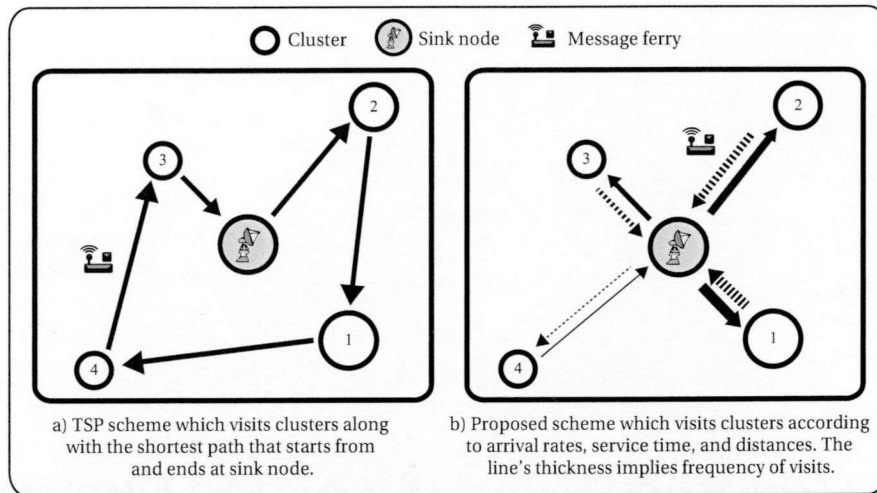 Cluster Sink node Message ferry
2
3
1
4
2
3
1
4
a) TSP scheme which visits clusters along
with the shortest path that starts from
and ends at sink node.
b) Proposed scheme which visits clusters according
to arrival rates, service time, and distances. The
line's thickness implies frequency of visits.